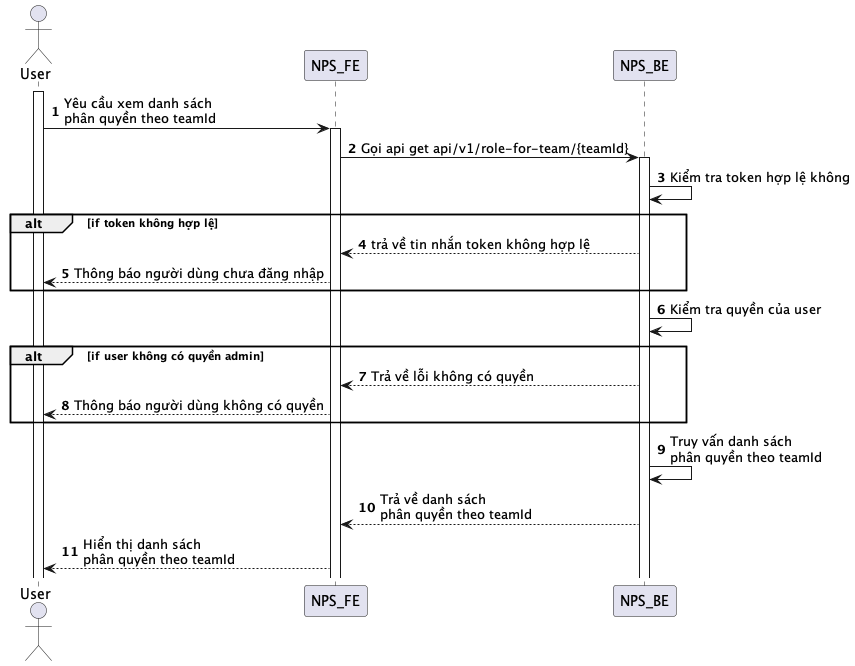 User
NPS_FE
NPS_BE
1 Yêu cầu xem danh sách
phân quyền theo teamId
2 Gọi api get api/v1/role-for-team/{teamId}
3 Kiểm tra token hợp lệ không
alt [if token không hợp lệ]
4 trả về tin nhắn token không hợp lệ
5 Thông báo người dùng chưa đăng nhập
6 Kiểm tra quyền của user
alt [if user không có quyền admin]
7 Trả về lỗi không có quyền
8 Thông báo người dùng không có quyền
9 Truy vấn danh sách
phân quyền theo teamId
10 Trả về danh sách
phân quyền theo teamId
11 Hiển thị danh sách
phân quyền theo teamId
User
NPS_FE
NPS_BE